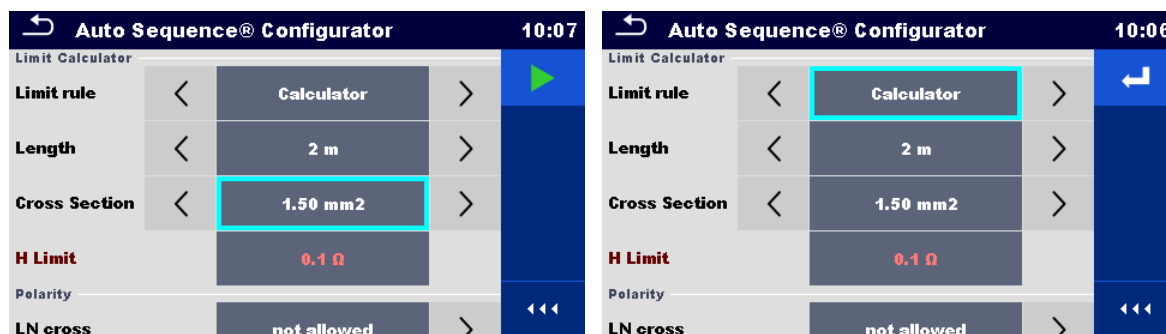 Auto Sequence® Configurator 10:07
Limit Calculator
Limit rule Calculator
Length 2 m
Cross Section 1.50 mm2
H Limit 0.1 Ω
Polarity
LN cross not allowed
Auto Sequence® Configurator 10:06
Limit Calculator
Limit rule Calculator
Length 2 m
Cross Section 1.50 mm2
H Limit 0.1 Ω
Polarity
LN cross not allowed